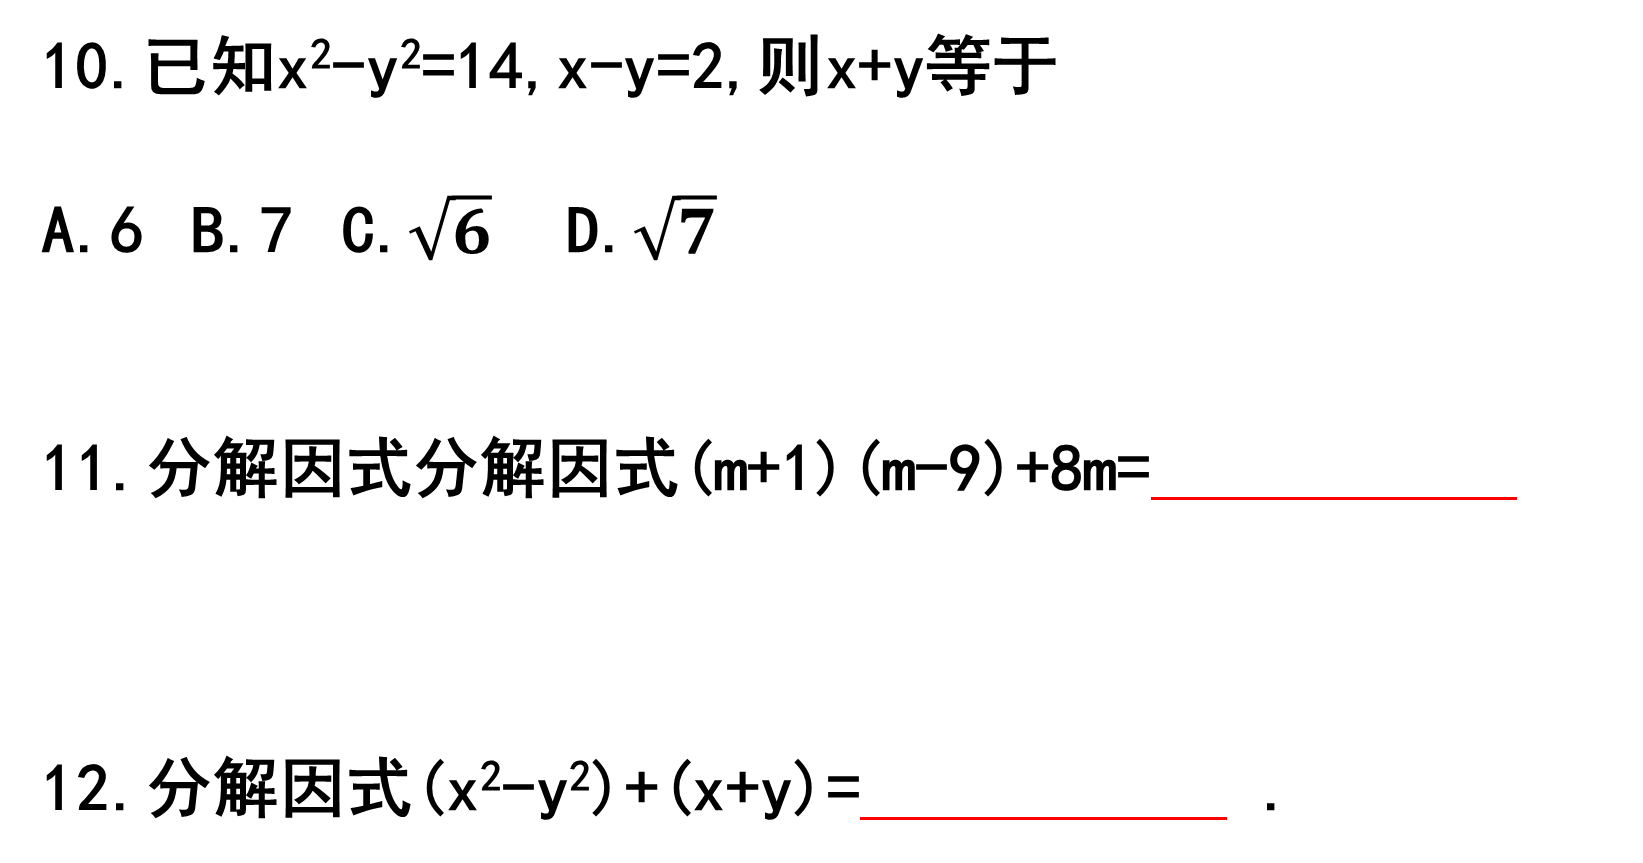 10.已知x²-y²=14,x-y=2,则x+y等于
A.6 B.7 C.√6 D.√7
11.分解因式分解因式(m+1)(m-9)+8m=
12.分解因式(x²-y²)+(x+y)= .